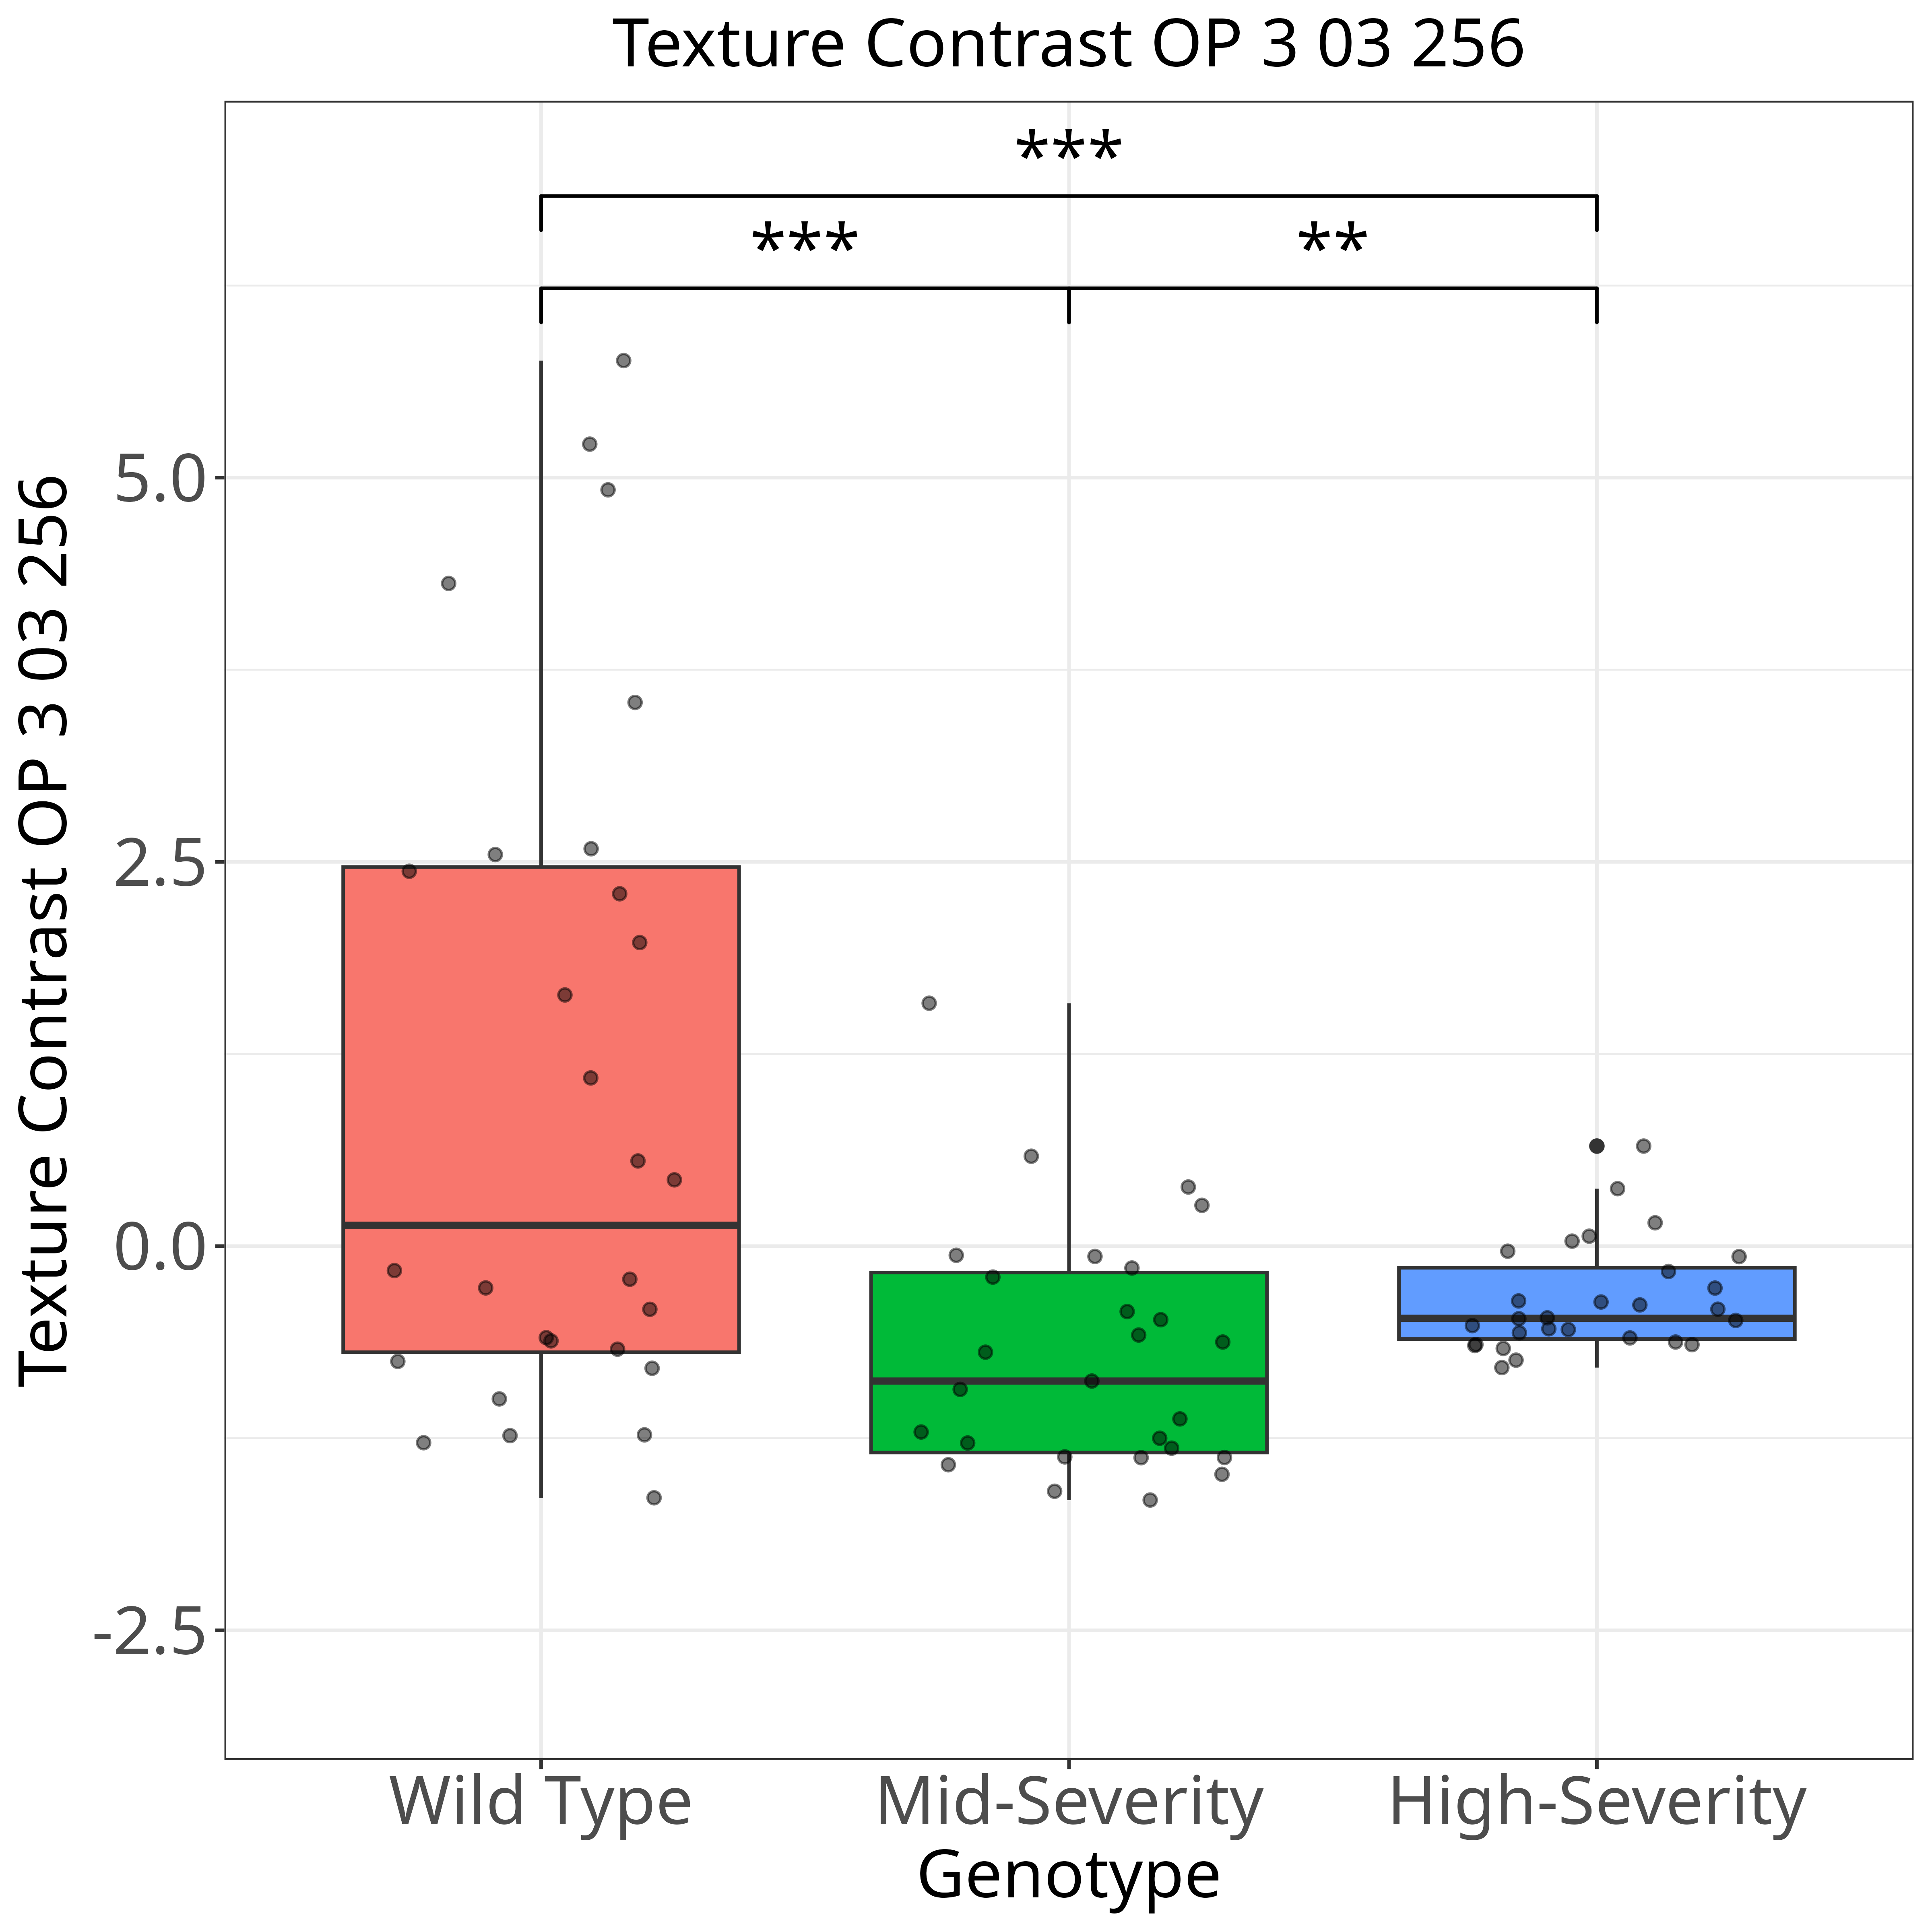 Texture Contrast OP 3 03 256
***
*** **
Texture Contrast OP 3 03 256
5.0
2.5
0.0
-2.5
Wild Type Mid-Severity High-Severity
Genotype